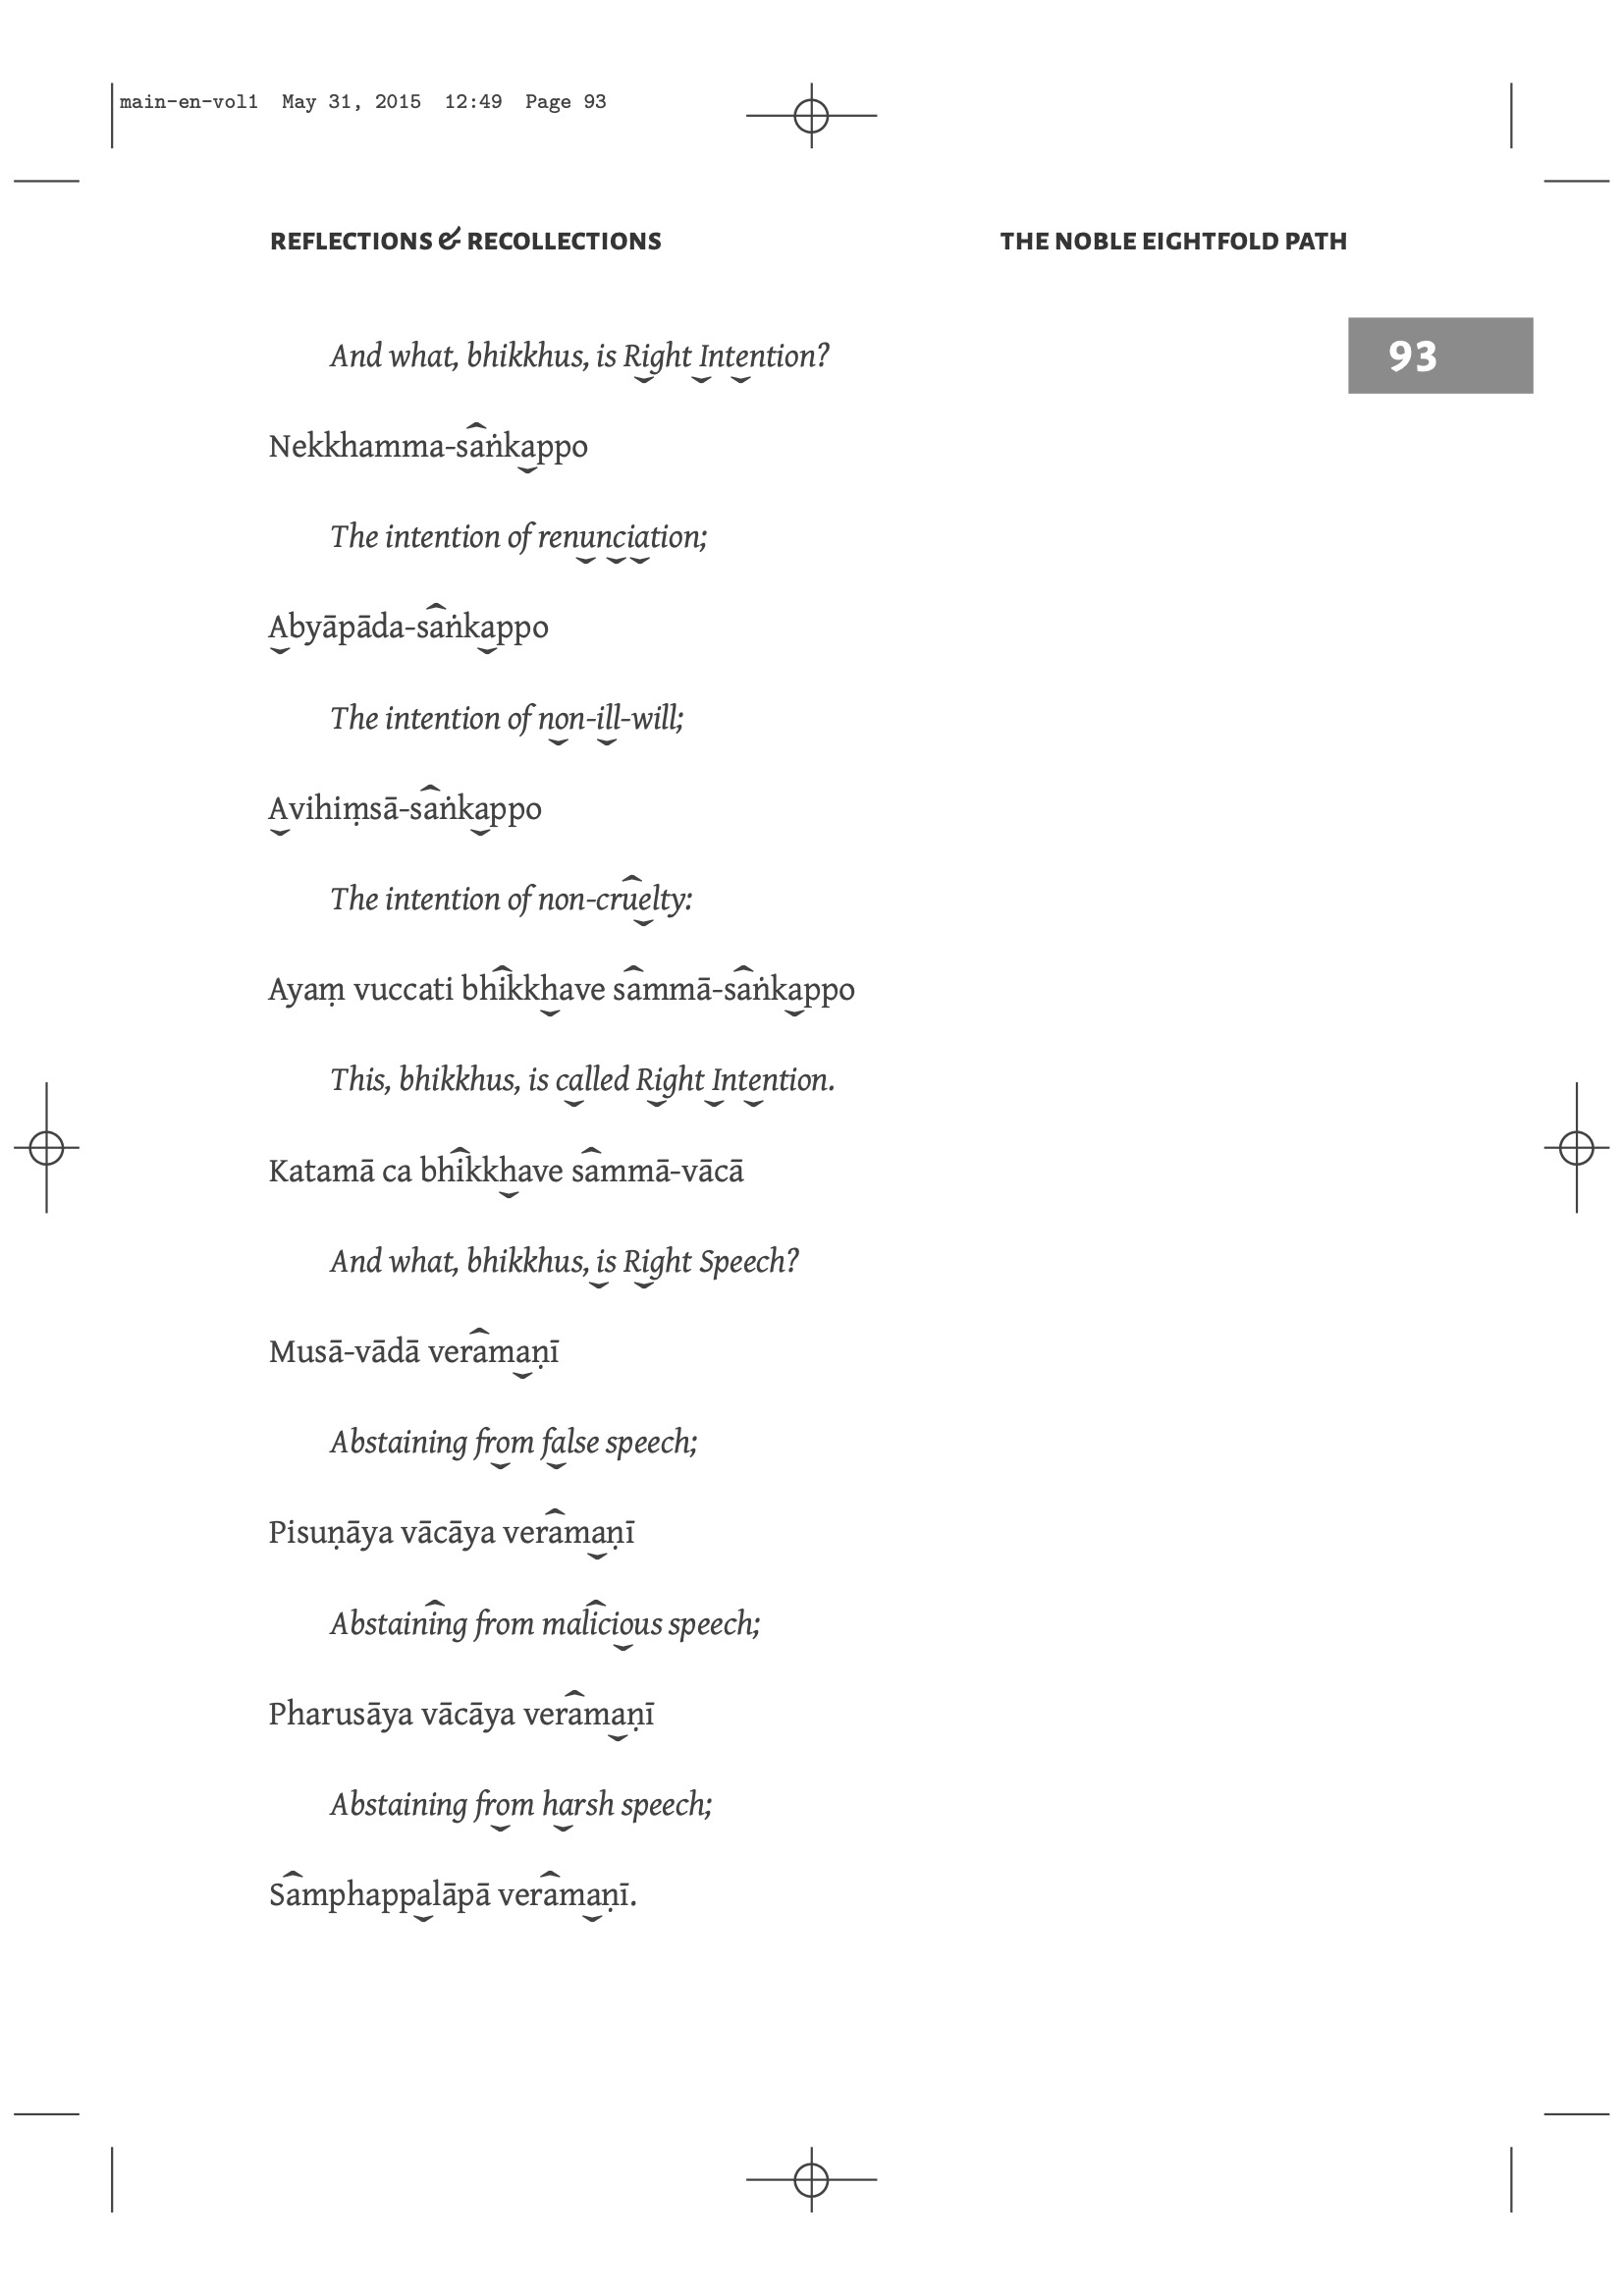 main-en-vol1 May 31, 2015 12:49 Page 93
REFLECTIONS & RECOLLECTIONS THE NOBLE EIGHTFOLD PATH
93
And what, bhikkhus, is Right Intention?
Nekkhamma-saṅkappo
The intention of renunciation;
Abyāpāda-saṅkappo
The intention of non-ill-will;
Avihiṃsā-saṅkappo
The intention of non-cruelty:
Ayaṃ vuccati bhikkhave sammā-saṅkappo
This, bhikkhus, is called Right Intention.
Katamā ca bhikkhave sammā-vācā
And what, bhikkhus, is Right Speech?
Musā-vādā veramaṇī
Abstaining from false speech;
Pisuṇāya vācāya veramaṇī
Abstaining from malicious speech;
Pharusāya vācāya veramaṇī
Abstaining from harsh speech;
Samphappalāpā veramaṇī.